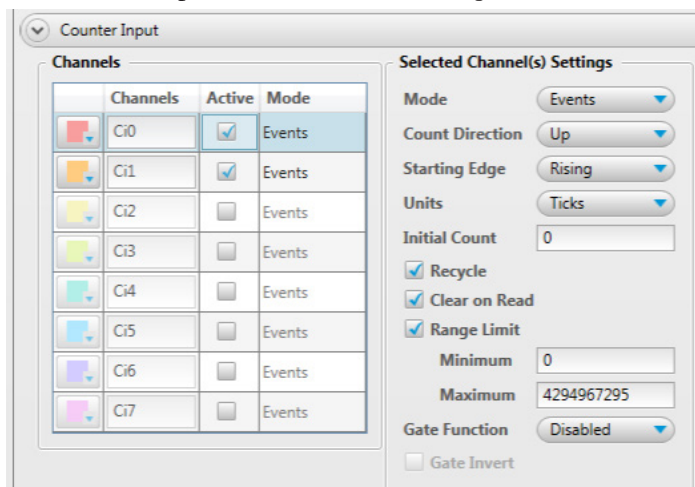 Counter Input
Channels
Channels Active Mode
Ci0 Events
Ci1 Events
Ci2 Events
Ci3 Events
Ci4 Events
Ci5 Events
Ci6 Events
Ci7 Events
Selected Channel(s) Settings
Mode Events
Count Direction Up
Starting Edge Rising
Units Ticks
Initial Count 0
Recycle
Clear on Read
Range Limit
Minimum 0
Maximum 4294967295
Gate Function Disabled
Gate Invert